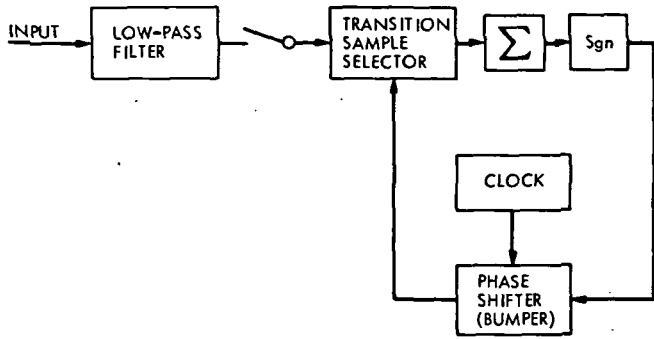 INPUT
LOW-PASS
FILTER
TRANSITION
SAMPLE
SELECTOR
Σ
Sgn
CLOCK
PHASE
SHIFTER
(BUMPER)